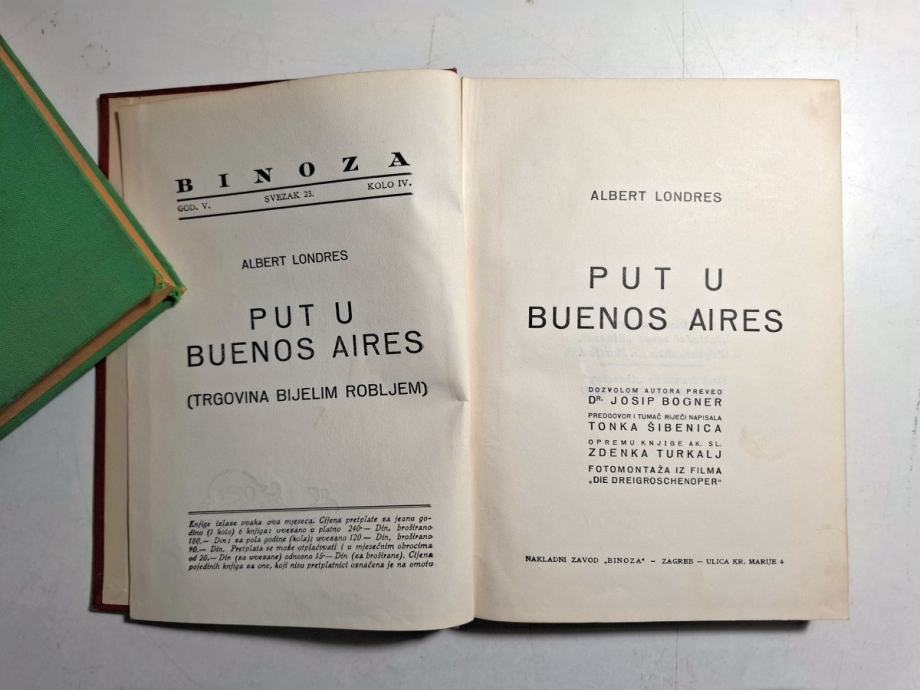 BINOZA
GOD. V. SVEZAK 23. KOLO IV.
ALBERT LONDRES
PUT U
BUENOS AIRES
(TRGOVINA BIJELIM ROBLJEM)
Knjige izlaze svaka dva mjeseca. Cijena pretplate za jednu go-
dinu (1 kolo) 6 knjiga: uvezano u platno 240— Din, broširano
180.— Din; za pola godine (kola): uvezano 120 — Din, broširano
90.— Din. Pretplata se može otplaćivati i u mjesečnim obrocima
od 20.— Din (za uvezane) odnosno 15— Din (za broširane). Cijena
pojedinih knjiga za one, koji nisu pretplatnici označena je na omotu
ALBERT LONDRES
PUT U
BUENOS AIRES
DOZVOLOM AUTORA PREVEO
DR. JOSIP BOGNER
PREDGOVOR I TUMAČ RIJEČI NAPISALA
TONKA ŠIBENICA
OPREMU KNJIGE AK. SL.
ZDENKA TURKALJ
FOTOMONTAŽA IZ FILMA
„DIE DREIGROSCHENOPER"
NAKLADNI ZAVOD „BINOZA" – ZAGREB – ULICA KR. MARIJE 4